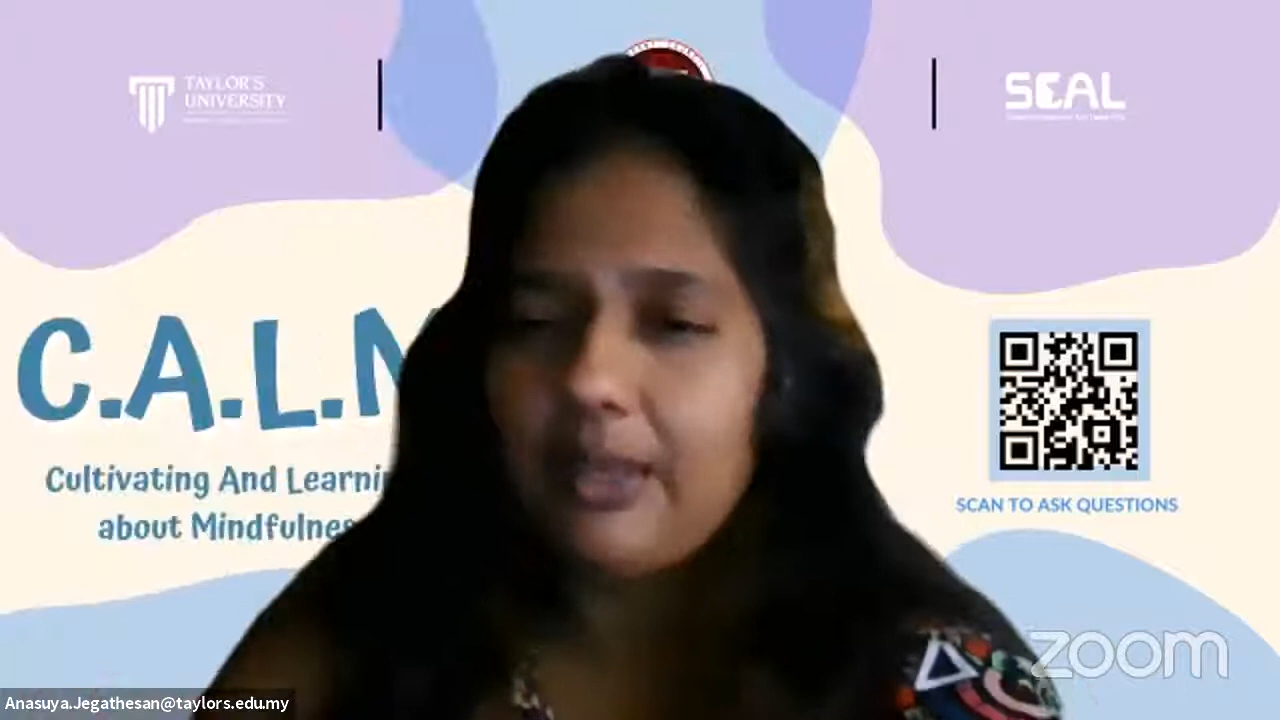 TAYLOR'S
UNIVERSITY
SEAL
C.A.L.M
Cultivating And Learnin
about Mindfulnes
SCAN TO ASK QUESTIONS
zoom
Anasuya.Jegathesan@taylors.edu.my